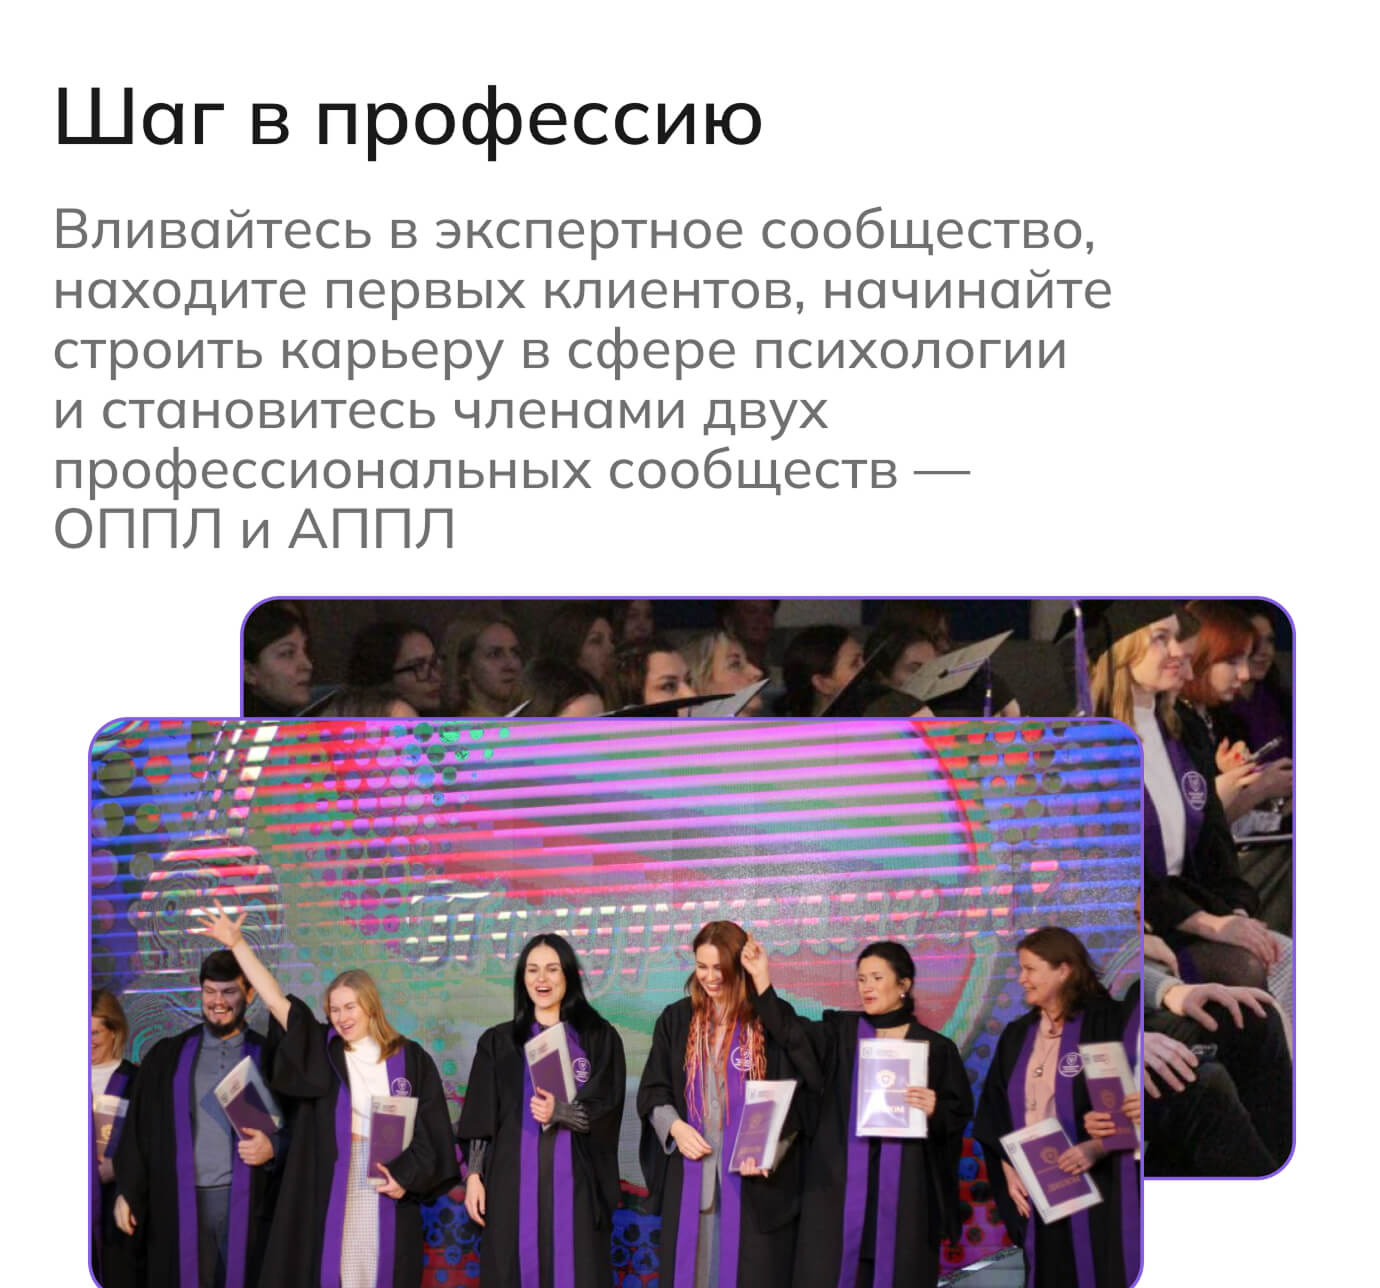 Шаг в профессию
Вливайтесь в экспертное сообщество,
находите первых клиентов, начинайте
строить карьеру в сфере психологии
и становитесь членами двух
профессиональных сообществ —
ОППЛ и АППЛ